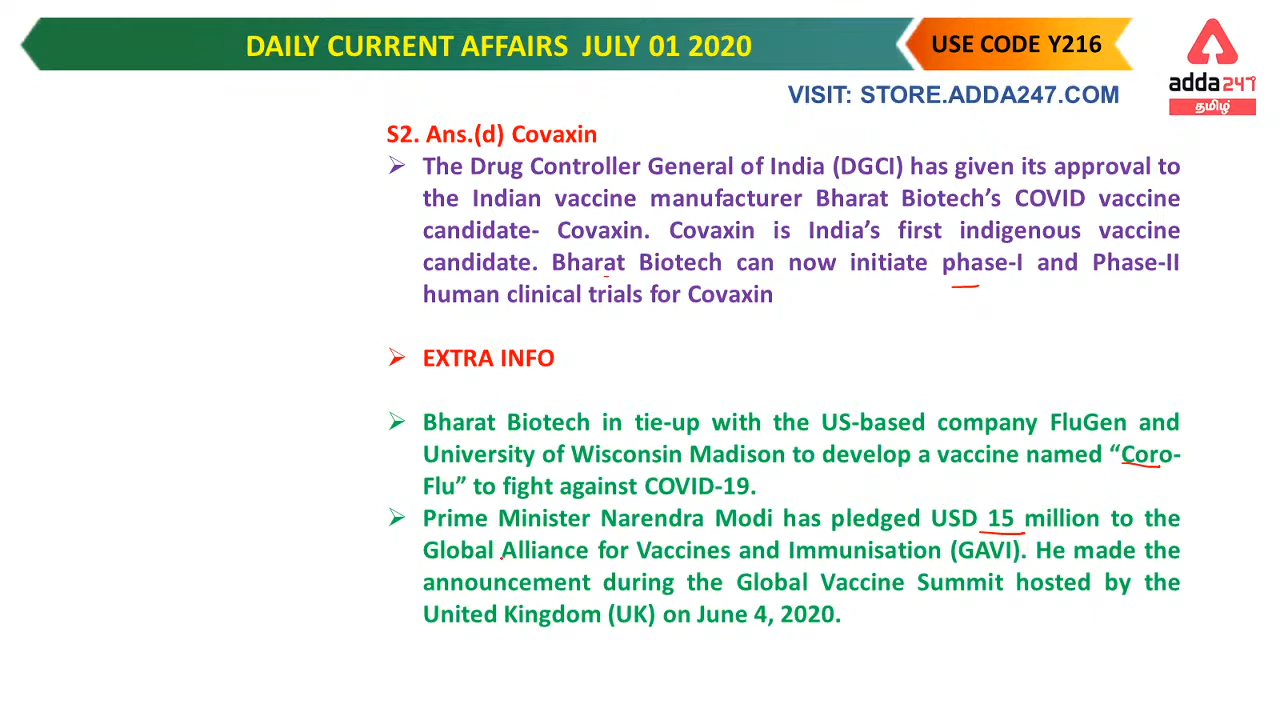 DAILY CURRENT AFFAIRS JULY 01 2020
USE CODE Y216
adda247
தமிழ்
VISIT: STORE.ADDA247.COM
S2. Ans.(d) Covaxin
➢ The Drug Controller General of India (DGCI) has given its approval to
the Indian vaccine manufacturer Bharat Biotech’s COVID vaccine
candidate- Covaxin. Covaxin is India’s first indigenous vaccine
candidate. Bharat Biotech can now initiate phase-I and Phase-II
human clinical trials for Covaxin
➢ EXTRA INFO
➢ Bharat Biotech in tie-up with the US-based company FluGen and
University of Wisconsin Madison to develop a vaccine named “Coro-
Flu” to fight against COVID-19.
➢ Prime Minister Narendra Modi has pledged USD 15 million to the
Global Alliance for Vaccines and Immunisation (GAVI). He made the
announcement during the Global Vaccine Summit hosted by the
United Kingdom (UK) on June 4, 2020.